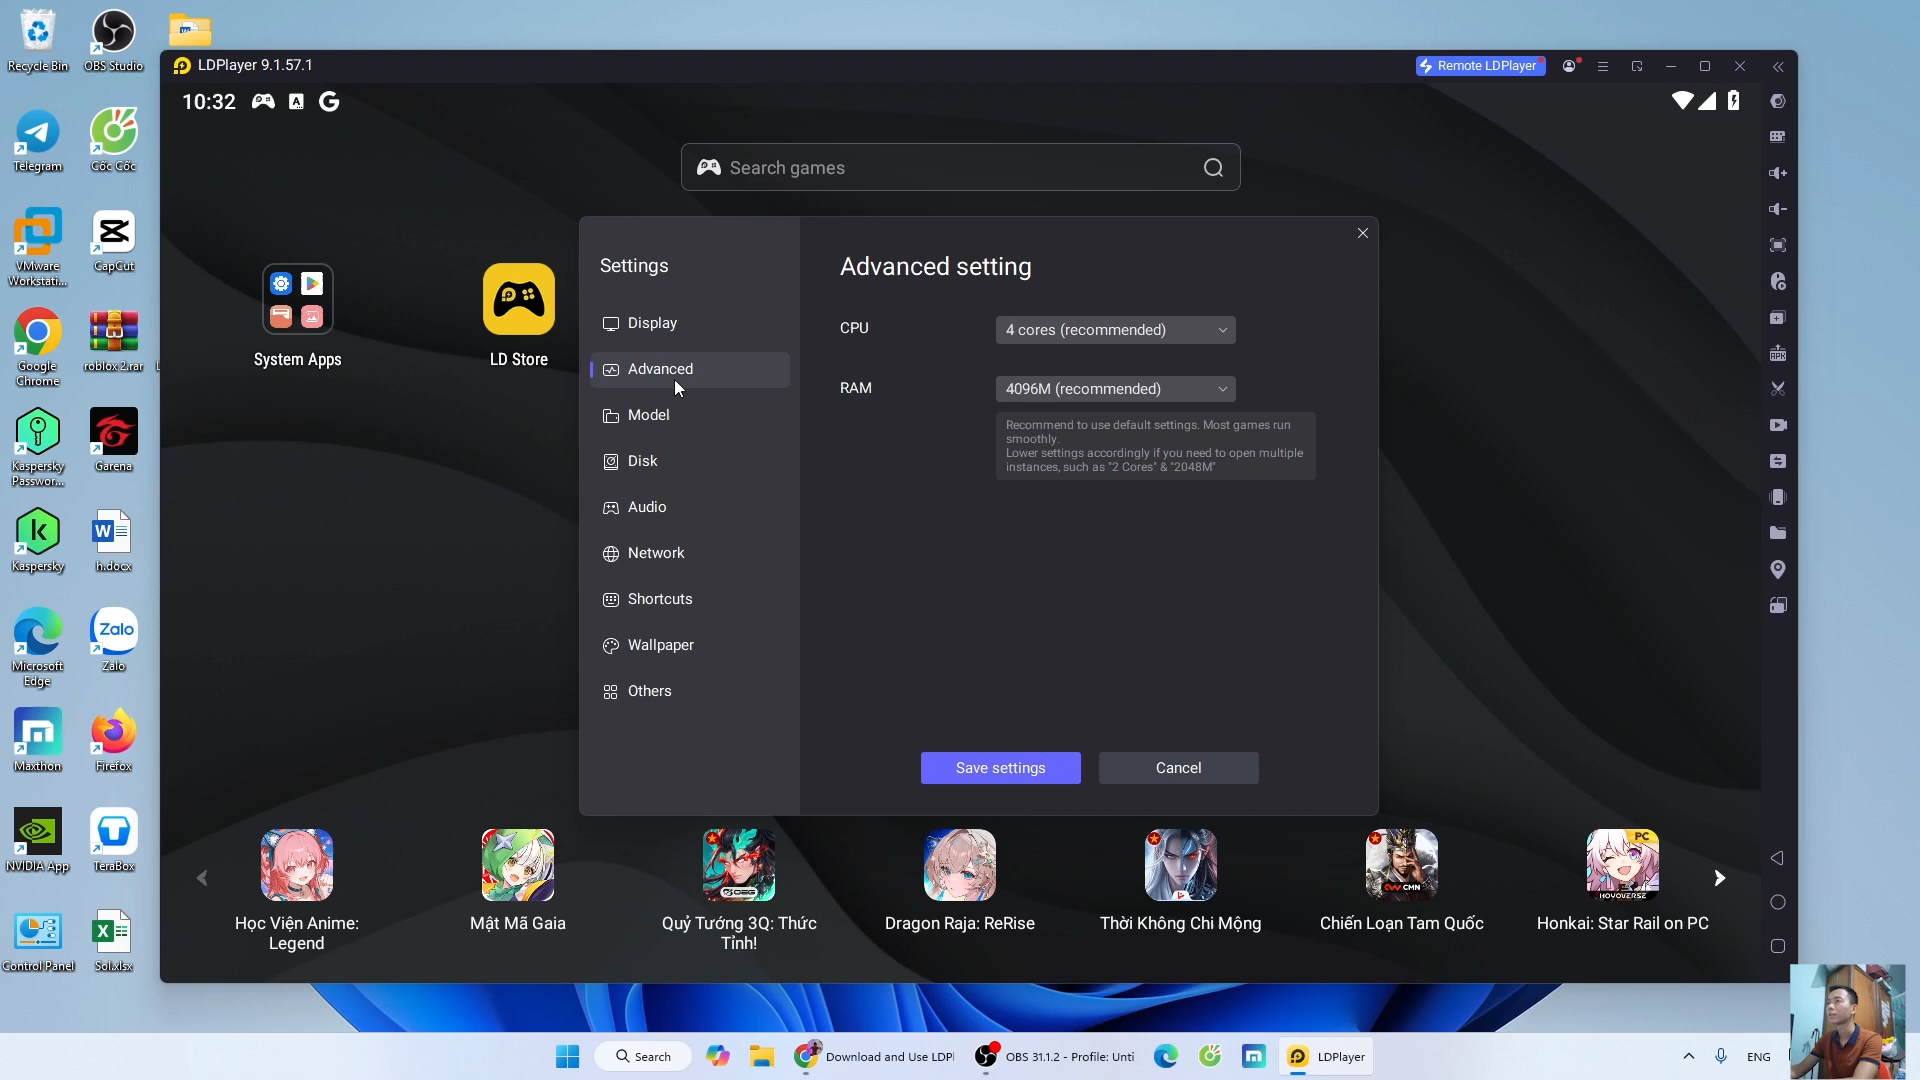 Recycle Bin
OBS Studio
LDPlayer 9.1.57.1
Remote LDPlayer
10:32
A
G
Search games
Telegram
Cốc Cốc
VMware
Workstati...
CapCut
Google
Chrome
roblox 2.rar
Kaspersky
Passwor...
Garena
Kaspersky
h.docx
Microsoft
Edge
Zalo
Zalo
Maxthon
Firefox
NVIDIA App
TeraBox
Control Panel
Sol.xlsx
System Apps
LD Store
Settings
Display
Advanced
Model
Disk
Audio
Network
Shortcuts
Wallpaper
Others
Advanced setting
CPU
4 cores (recommended)
RAM
4096M (recommended)
Recommend to use default settings. Most games run
smoothly.
Lower settings accordingly if you need to open multiple
instances, such as "2 Cores" & "2048M"
Save settings
Cancel
APK
OEG
CMN
PC
HOYOVERSE
Học Viện Anime:
Legend
Mật Mã Gaia
Quỷ Tướng 3Q: Thức
Tỉnh!
Dragon Raja: ReRise
Thời Không Chi Mộng
Chiến Loạn Tam Quốc
Honkai: Star Rail on PC
Search
Download and Use LDPl
OBS 31.1.2 - Profile: Unti
LDPlayer
ENG